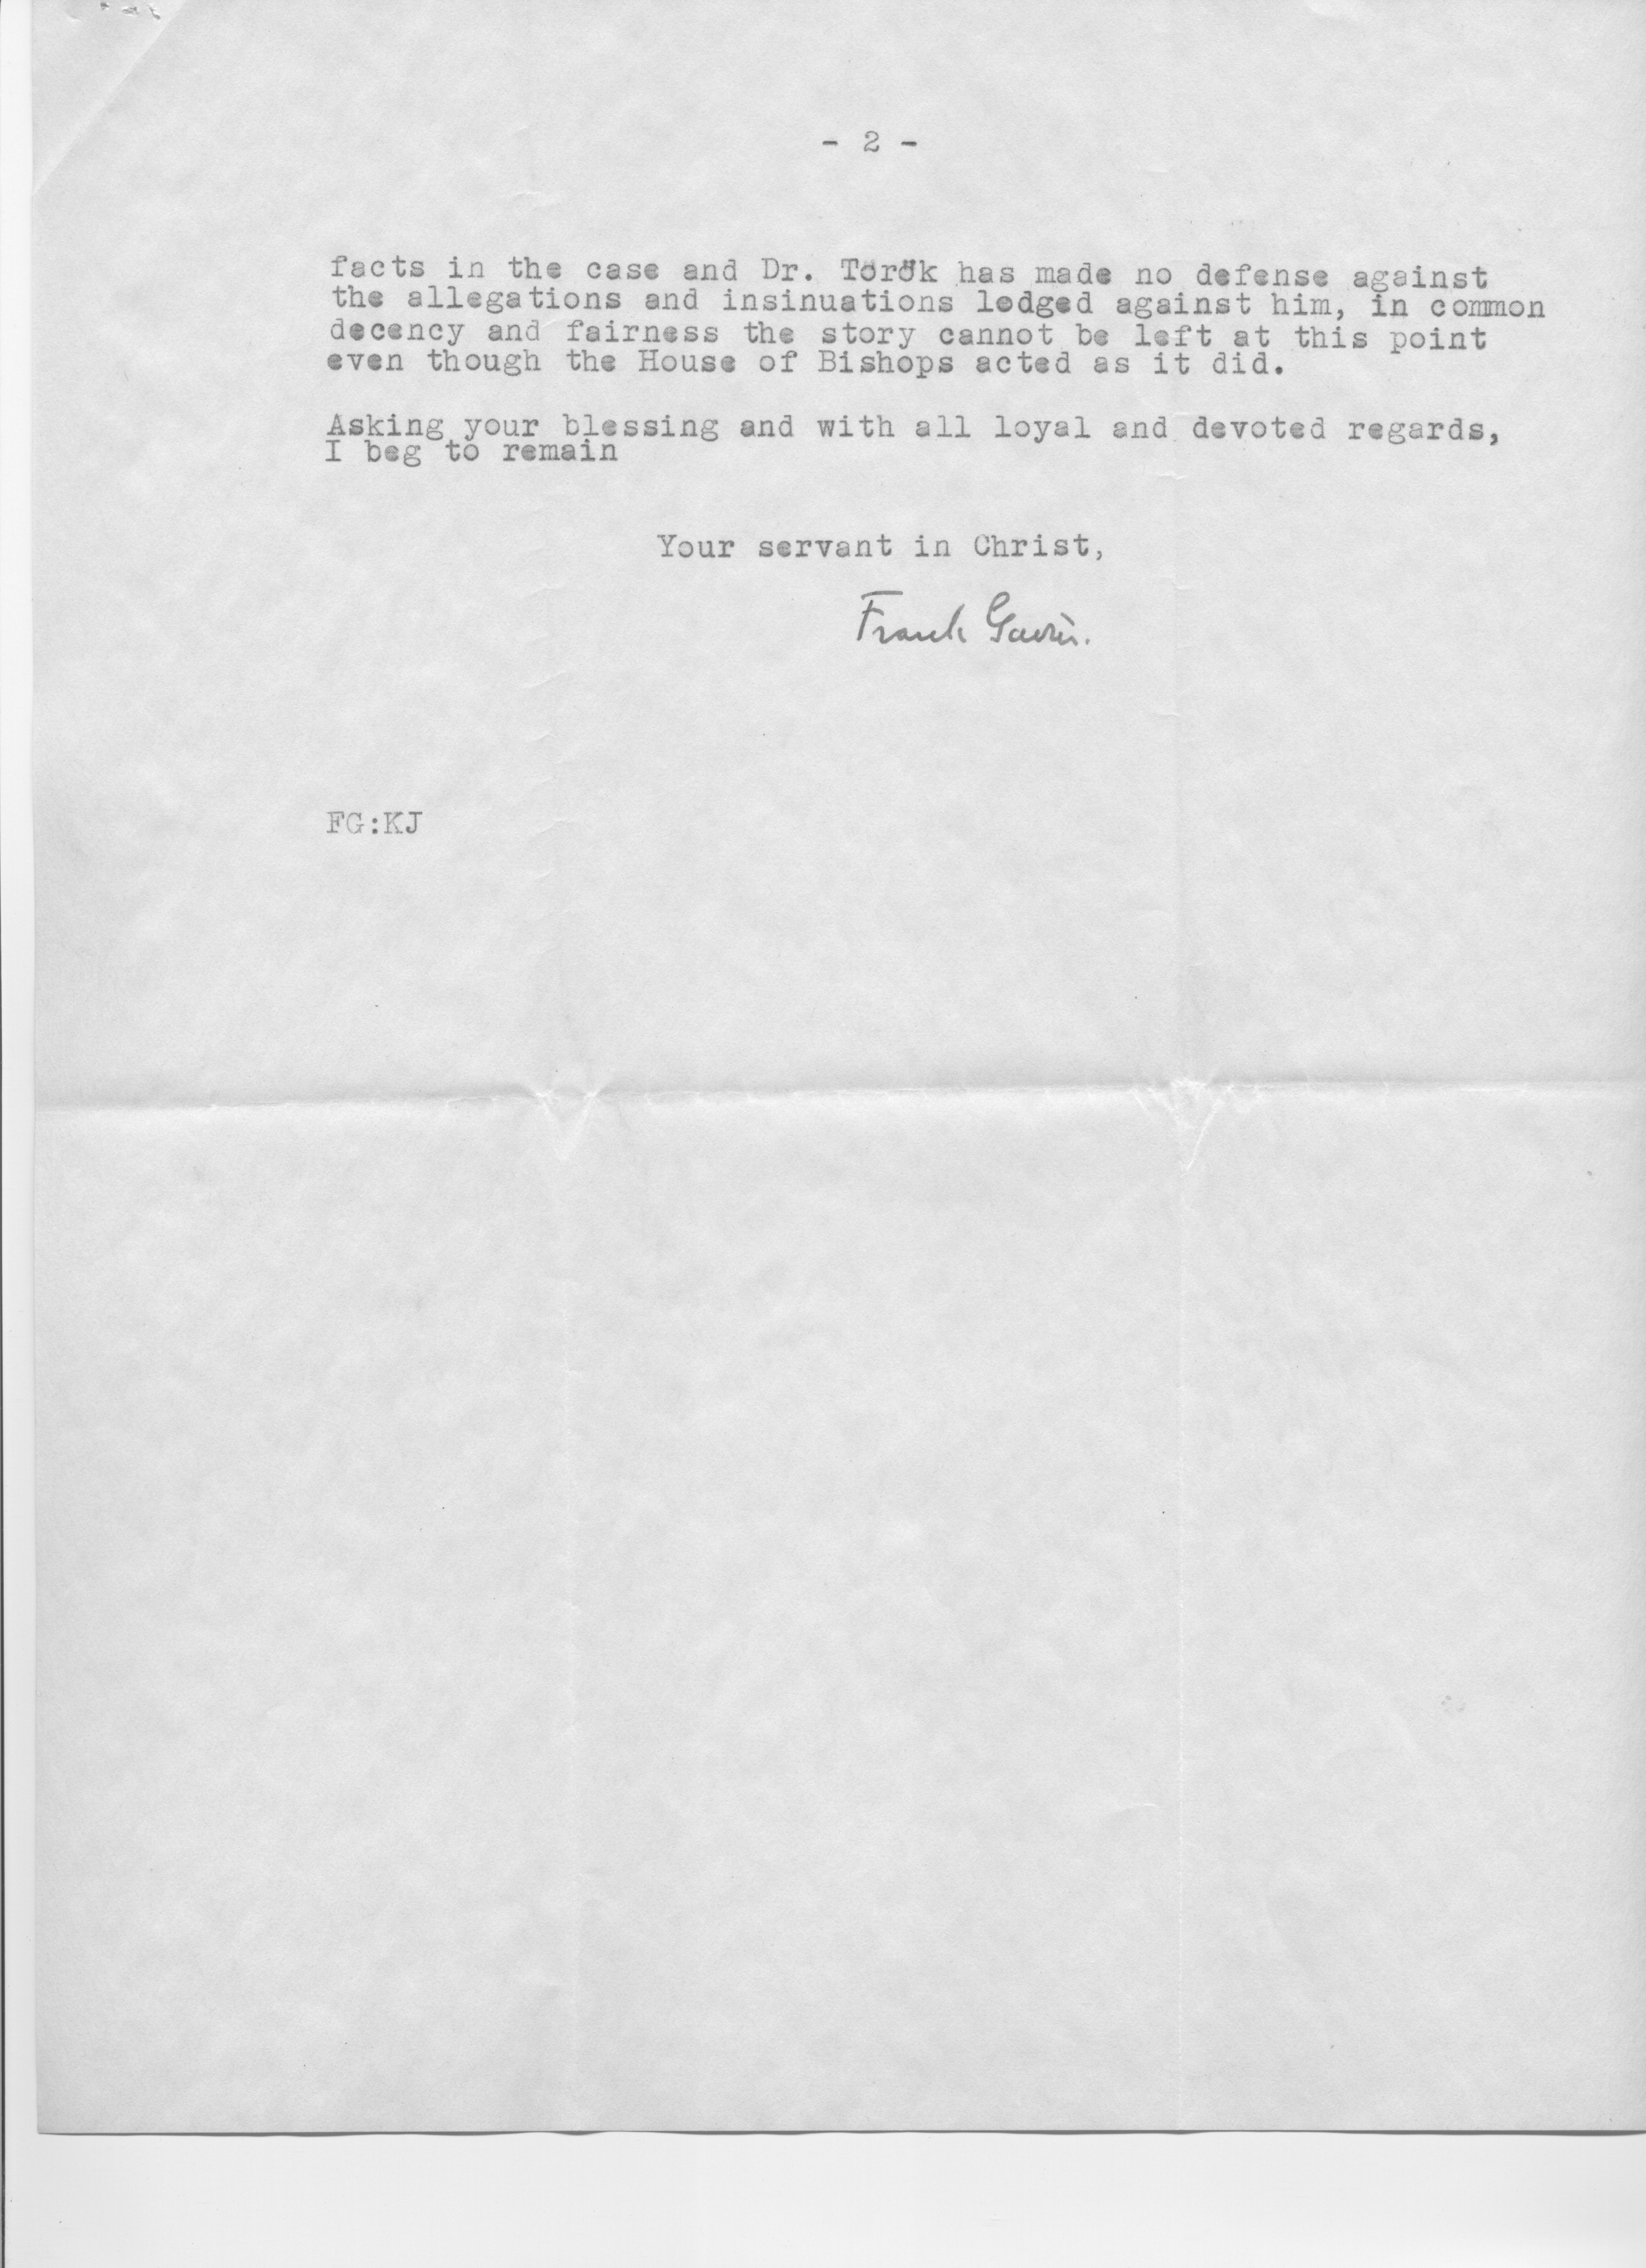 - 2 -
facts in the case and Dr. Török has made no defense against
the allegations and insinuations lodged against him, in common
decency and fairness the story cannot be left at this point
even though the House of Bishops acted as it did.
Asking your blessing and with all loyal and devoted regards,
I beg to remain
Your servant in Christ,
Frank Gavin.
FG:KJ